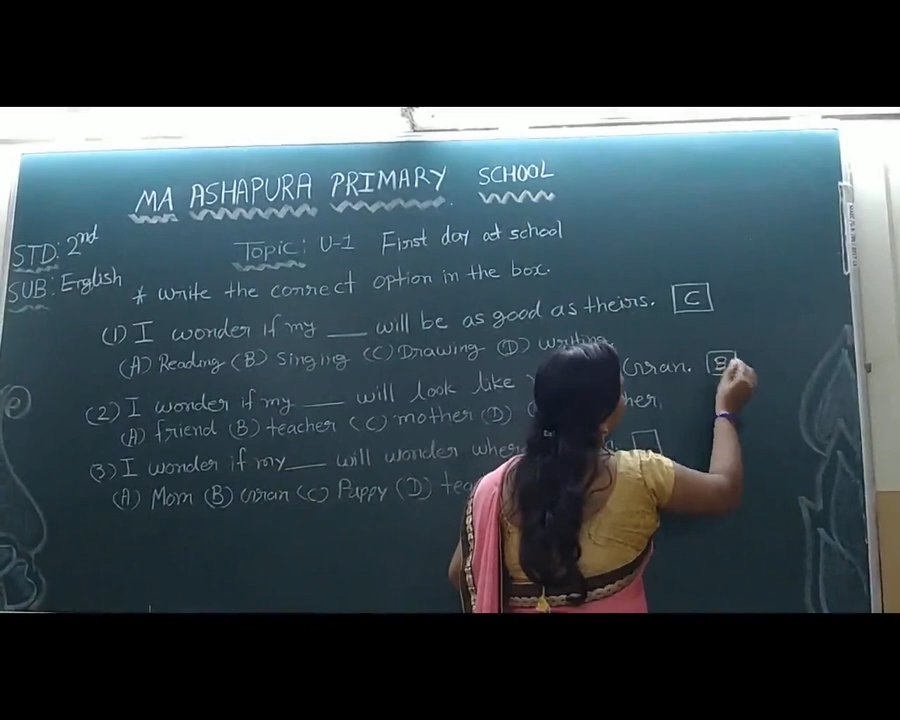 MA ASHAPURA PRIMARY SCHOOL
STD: 2nd
Topic: U-1 First day at school
SUB: English
* write the correct option in the box.
(1) I wonder if my ___ will be as good as theirs. C
(A) Reading (B) Singing (C) Drawing (D) writing
(2) I wonder if my ___ will look like Gran. B
(A) friend (B) teacher (C) mother (D)
(3) I wonder if my ___ will wonder
(A) Mom (B) Gran (C) Puppy (D)